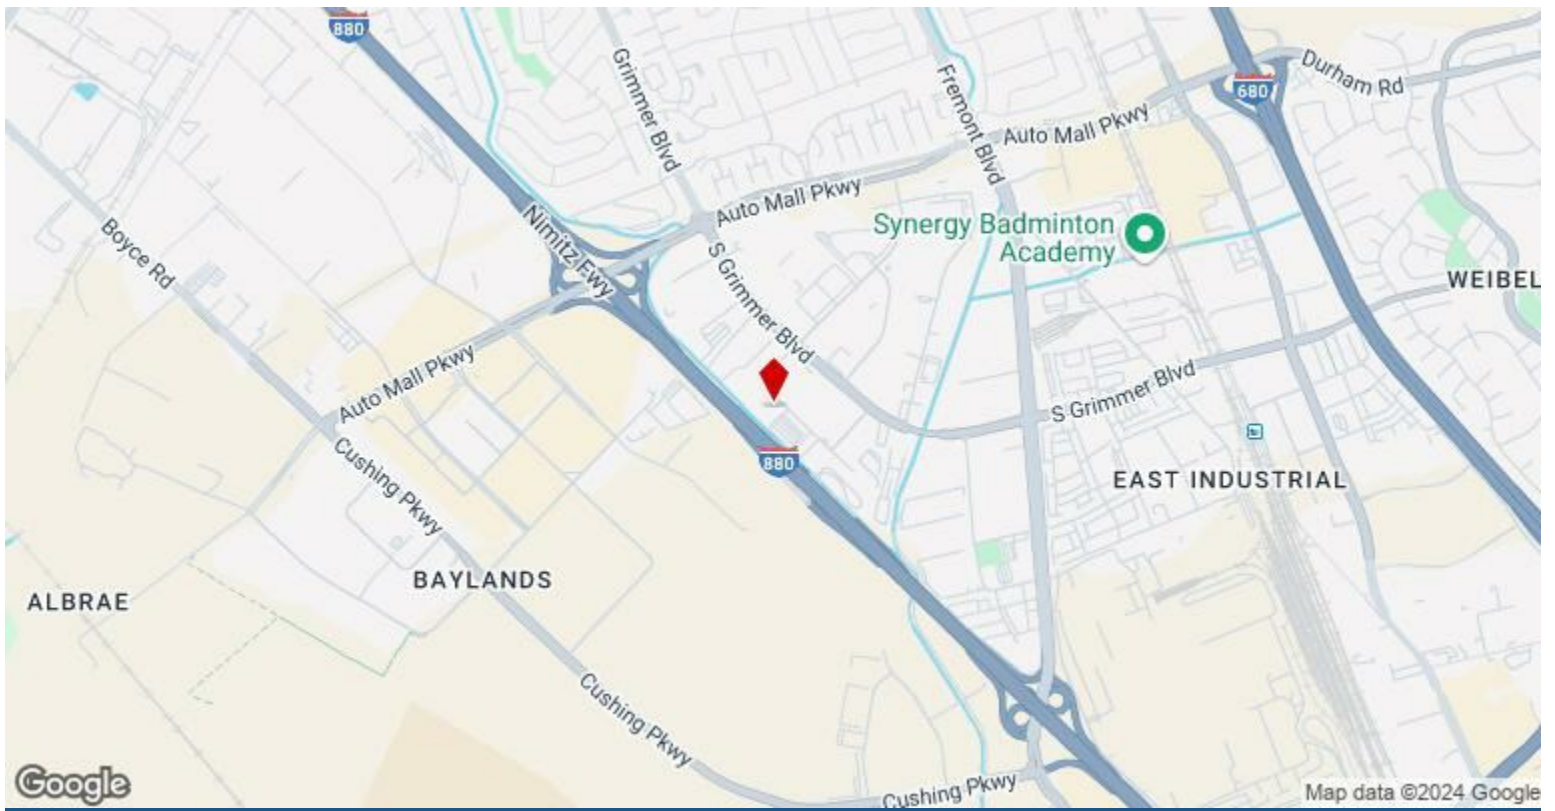 880
Grimmer Blvd
Fremont Blvd
680
Durham Rd
Auto Mall Pkwy
Auto Mall Pkwy
Nimitz Fwy
Boyce Rd
Synergy Badminton
Academy
S Grimmer Blvd
WEIBEL
Auto Mall Pkwy
S Grimmer Blvd
880
Cushing Pkwy
EAST INDUSTRIAL
BAYLANDS
ALBRAE
Cushing Pkwy
Cushing Pkwy
Google
Map data ©2024 Google